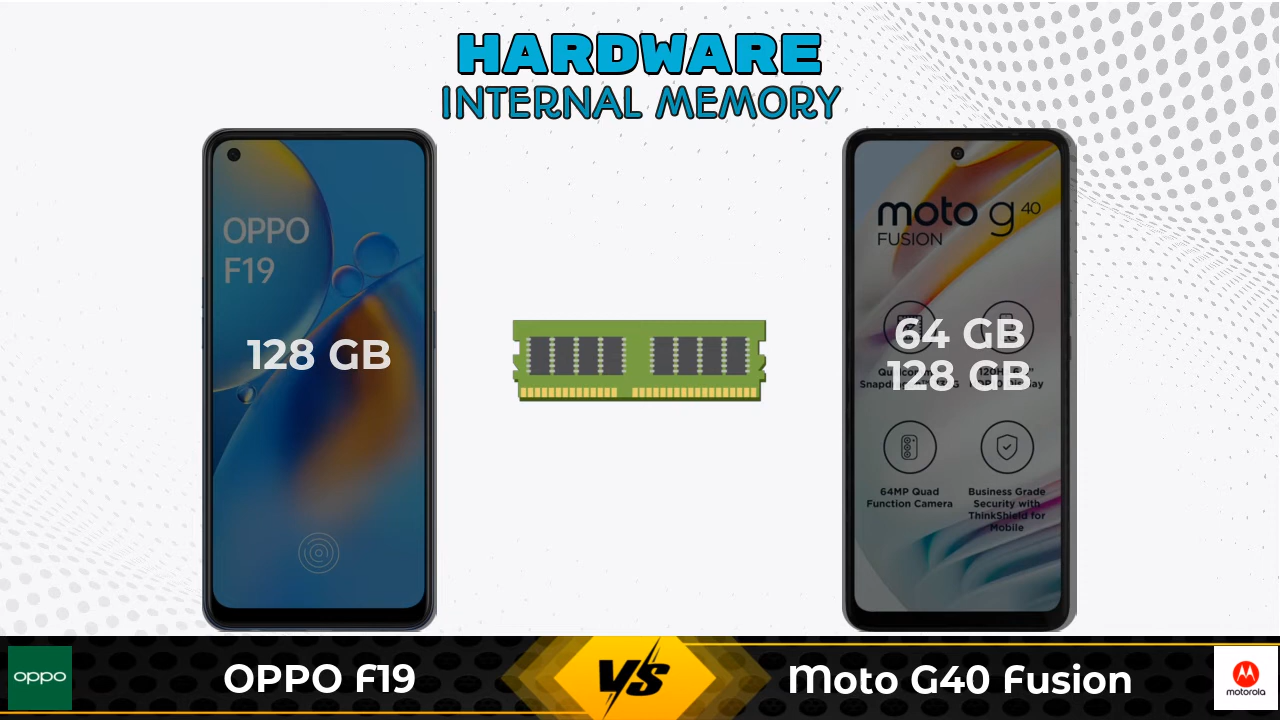 HARDWARE
INTERNAL MEMORY
OPPO
F19
128 GB
moto g 40
FUSION
64 GB
128 GB
64MP Quad
Function Camera
Business Grade
Security with
ThinkShield for
Mobile
oppo
OPPO F19
VS
Moto G40 Fusion
motorola